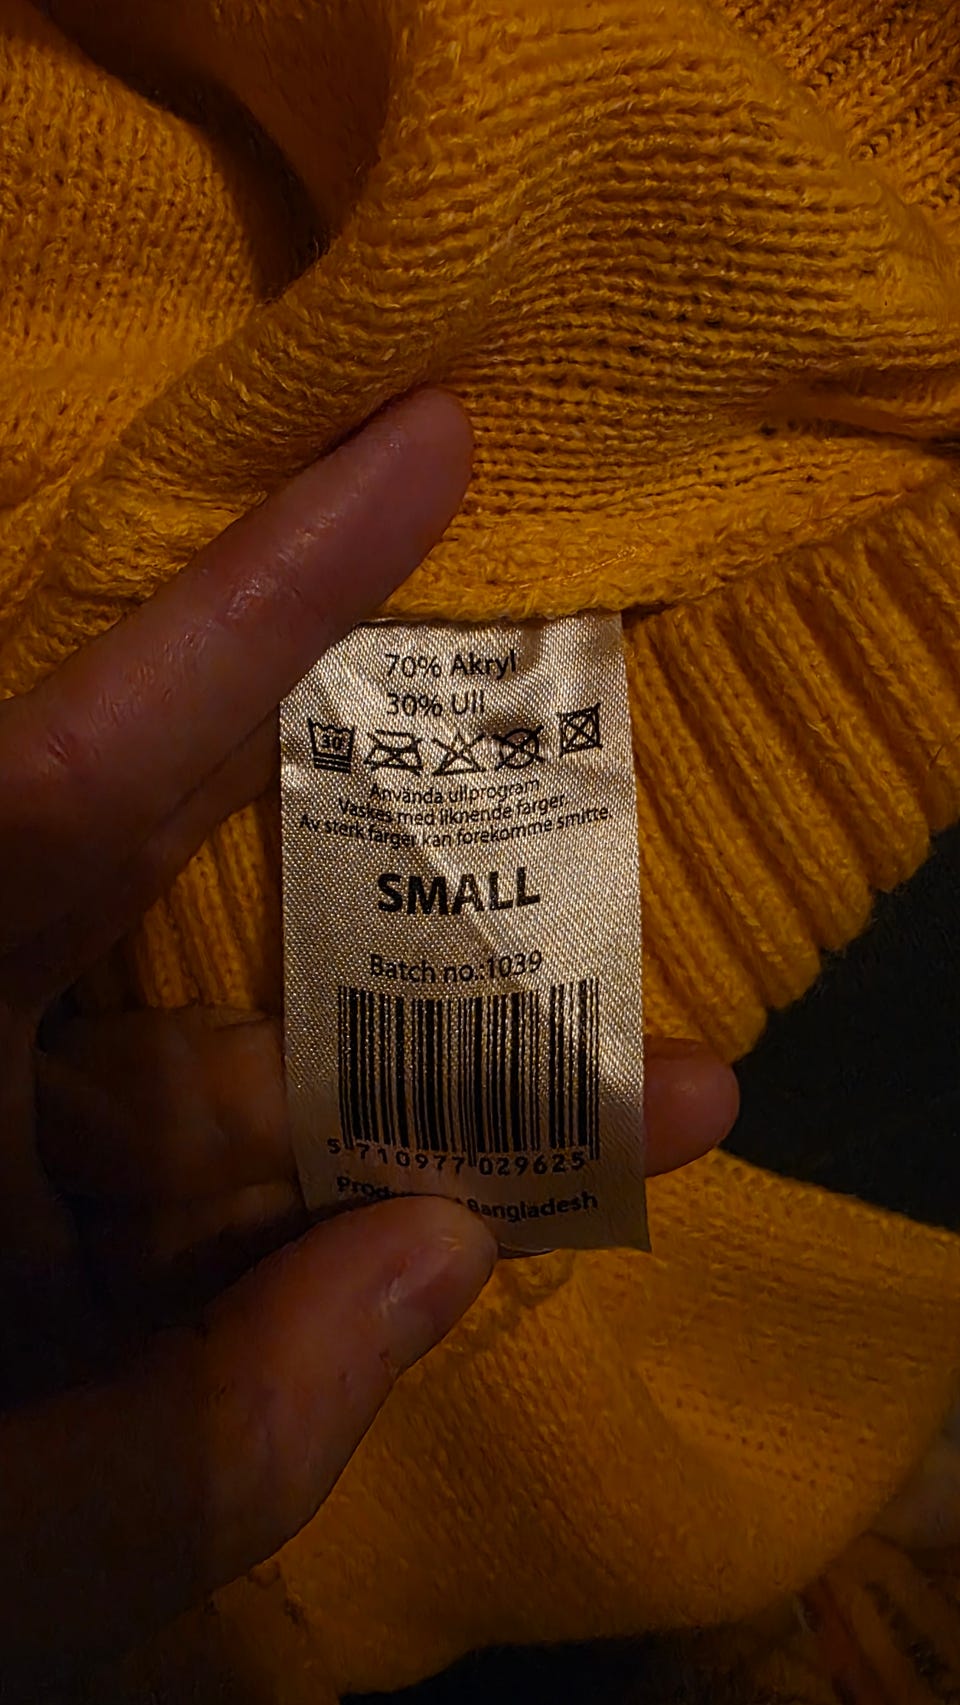 70% Akryl
30% Ull
30
Använda ullprogram
Vaskes med liknende farger
Av sterk farger kan forekomme smitte.
SMALL
Batch no.:1039
5 710977 029625
Bangladesh